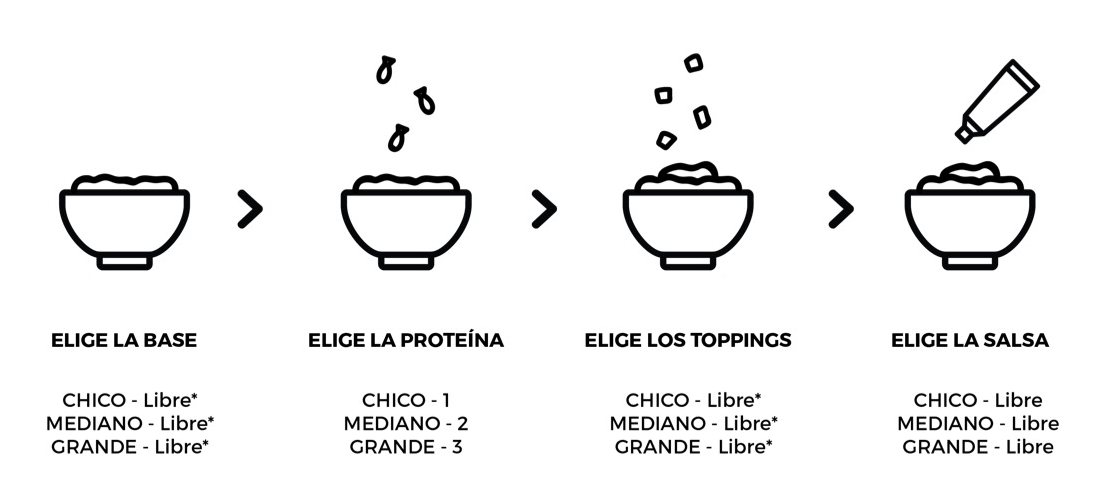 ELIGE LA BASE
CHICO - Libre*
MEDIANO - Libre*
GRANDE - Libre*
ELIGE LA PROTEÍNA
CHICO - 1
MEDIANO - 2
GRANDE - 3
ELIGE LOS TOPPINGS
CHICO - Libre*
MEDIANO - Libre*
GRANDE - Libre*
ELIGE LA SALSA
CHICO - Libre
MEDIANO - Libre
GRANDE - Libre